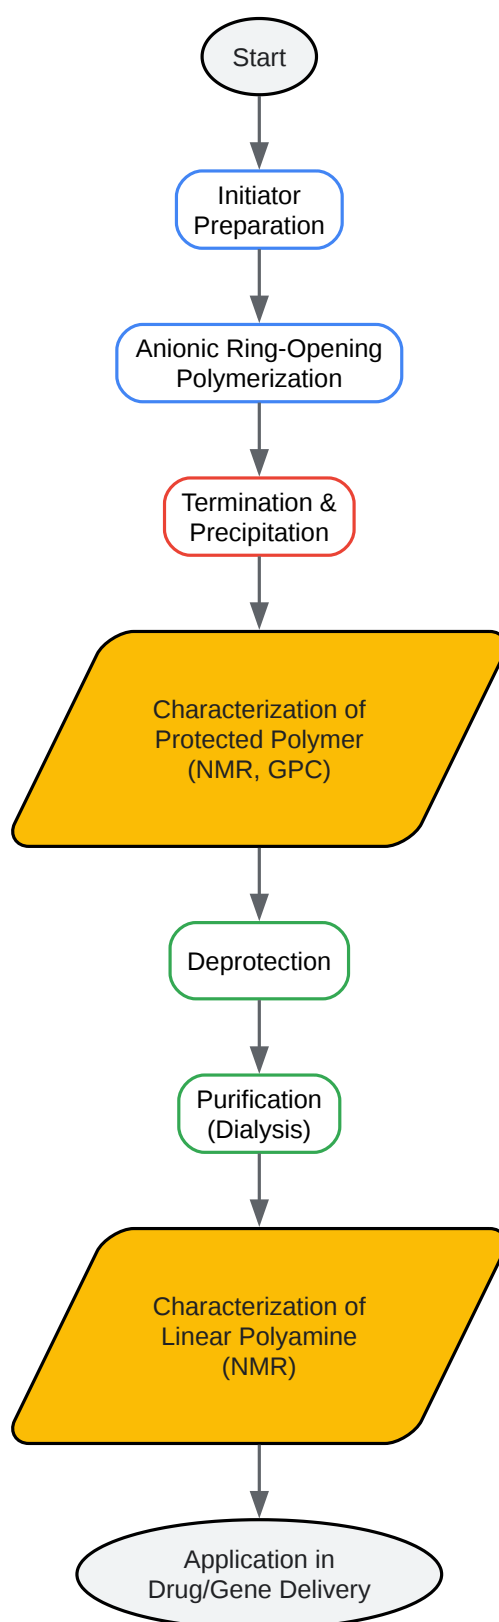 Start
Initiator
Preparation
Anionic Ring-Opening
Polymerization
Termination &
Precipitation
Characterization of
Protected Polymer
(NMR, GPC)
Deprotection
Purification
(Dialysis)
Characterization of
Linear Polyamine
(NMR)
Application in
Drug/Gene Delivery